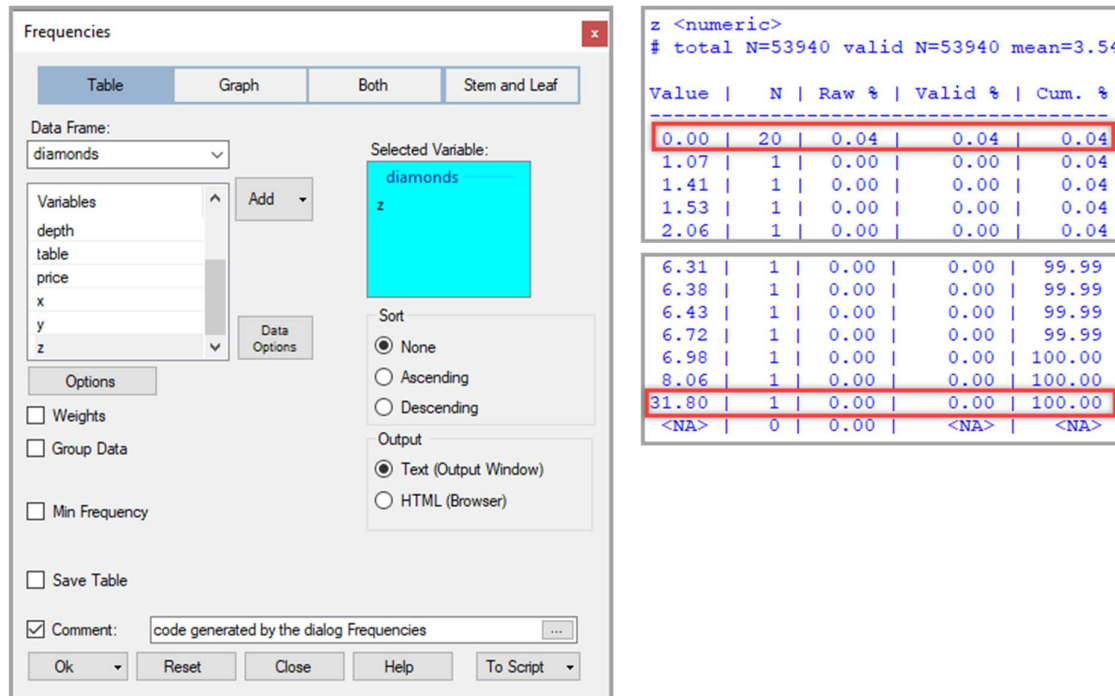 Frequencies
x
Table Graph Both Stem and Leaf
Data Frame:
diamonds
Variables
depth
table
price
x
y
z
Add
Data
Options
Options
Weights
Group Data
Min Frequency
Save Table
Selected Variable:
diamonds
z
Sort
None
Ascending
Descending
Output
Text (Output Window)
HTML (Browser)
Comment: code generated by the dialog Frequencies ...
Ok Reset Close Help To Script
z <numeric>
# total N=53940 valid N=53940 mean=3.54
Value | N | Raw % | Valid % | Cum. %
----------------------------------------
0.00 | 20 | 0.04 | 0.04 | 0.04
1.07 | 1 | 0.00 | 0.00 | 0.04
1.41 | 1 | 0.00 | 0.00 | 0.04
1.53 | 1 | 0.00 | 0.00 | 0.04
2.06 | 1 | 0.00 | 0.00 | 0.04
6.31 | 1 | 0.00 | 0.00 | 99.99
6.38 | 1 | 0.00 | 0.00 | 99.99
6.43 | 1 | 0.00 | 0.00 | 99.99
6.72 | 1 | 0.00 | 0.00 | 99.99
6.98 | 1 | 0.00 | 0.00 | 100.00
8.06 | 1 | 0.00 | 0.00 | 100.00
31.80 | 1 | 0.00 | 0.00 | 100.00
<NA> | 0 | 0.00 | <NA> | <NA>